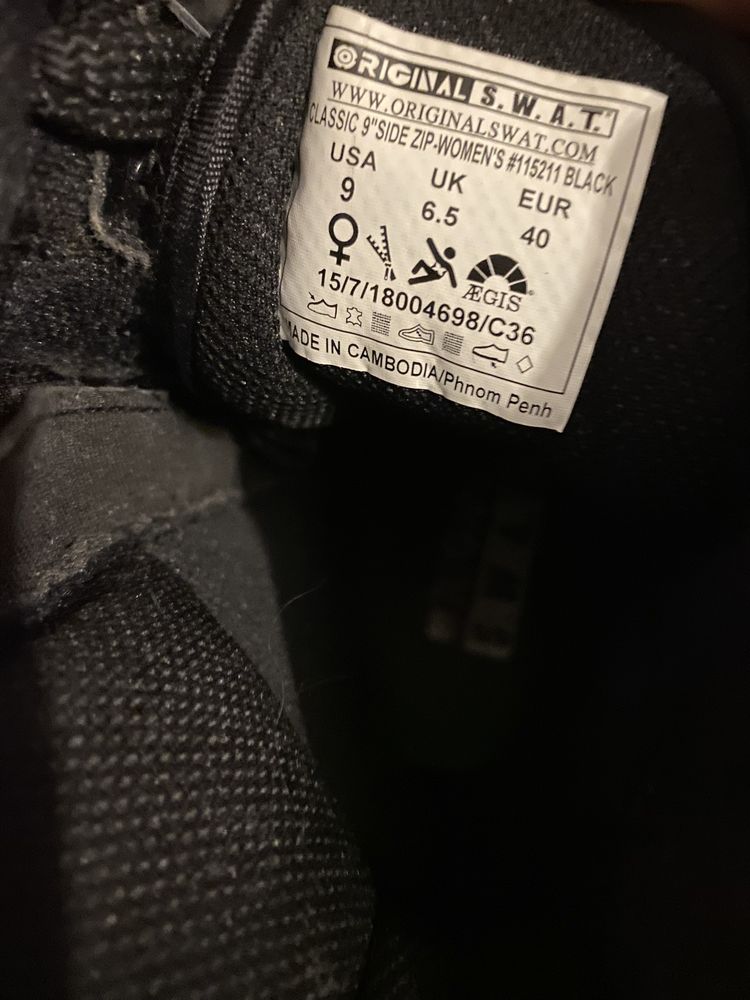 ORIGINAL S.W.A.T.
WWW.ORIGINALSWAT.COM
CLASSIC 9"SIDE ZIP-WOMEN'S #115211 BLACK
USA UK EUR
9 6.5 40
ÆGIS
15/7/18004698/C36
MADE IN CAMBODIA/Phnom Penh